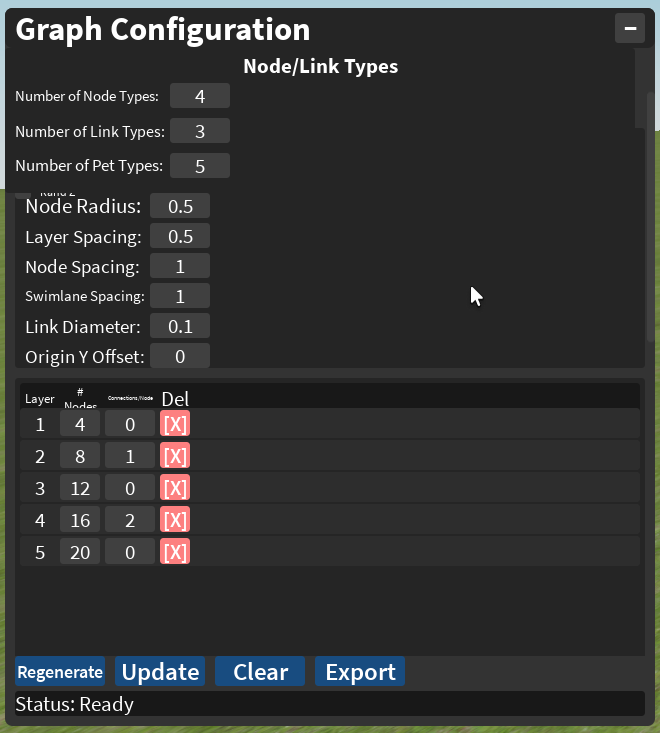 Graph Configuration −
Node/Link Types
Number of Node Types: 4
Number of Link Types: 3
Number of Pet Types: 5
Rand Z
Node Radius: 0.5
Layer Spacing: 0.5
Node Spacing: 1
Swimlane Spacing: 1
Link Diameter: 0.1
Origin Y Offset: 0
Layer # Nodes Connections/Node Del
1 4 0 [X]
2 8 1 [X]
3 12 0 [X]
4 16 2 [X]
5 20 0 [X]
Regenerate Update Clear Export
Status: Ready